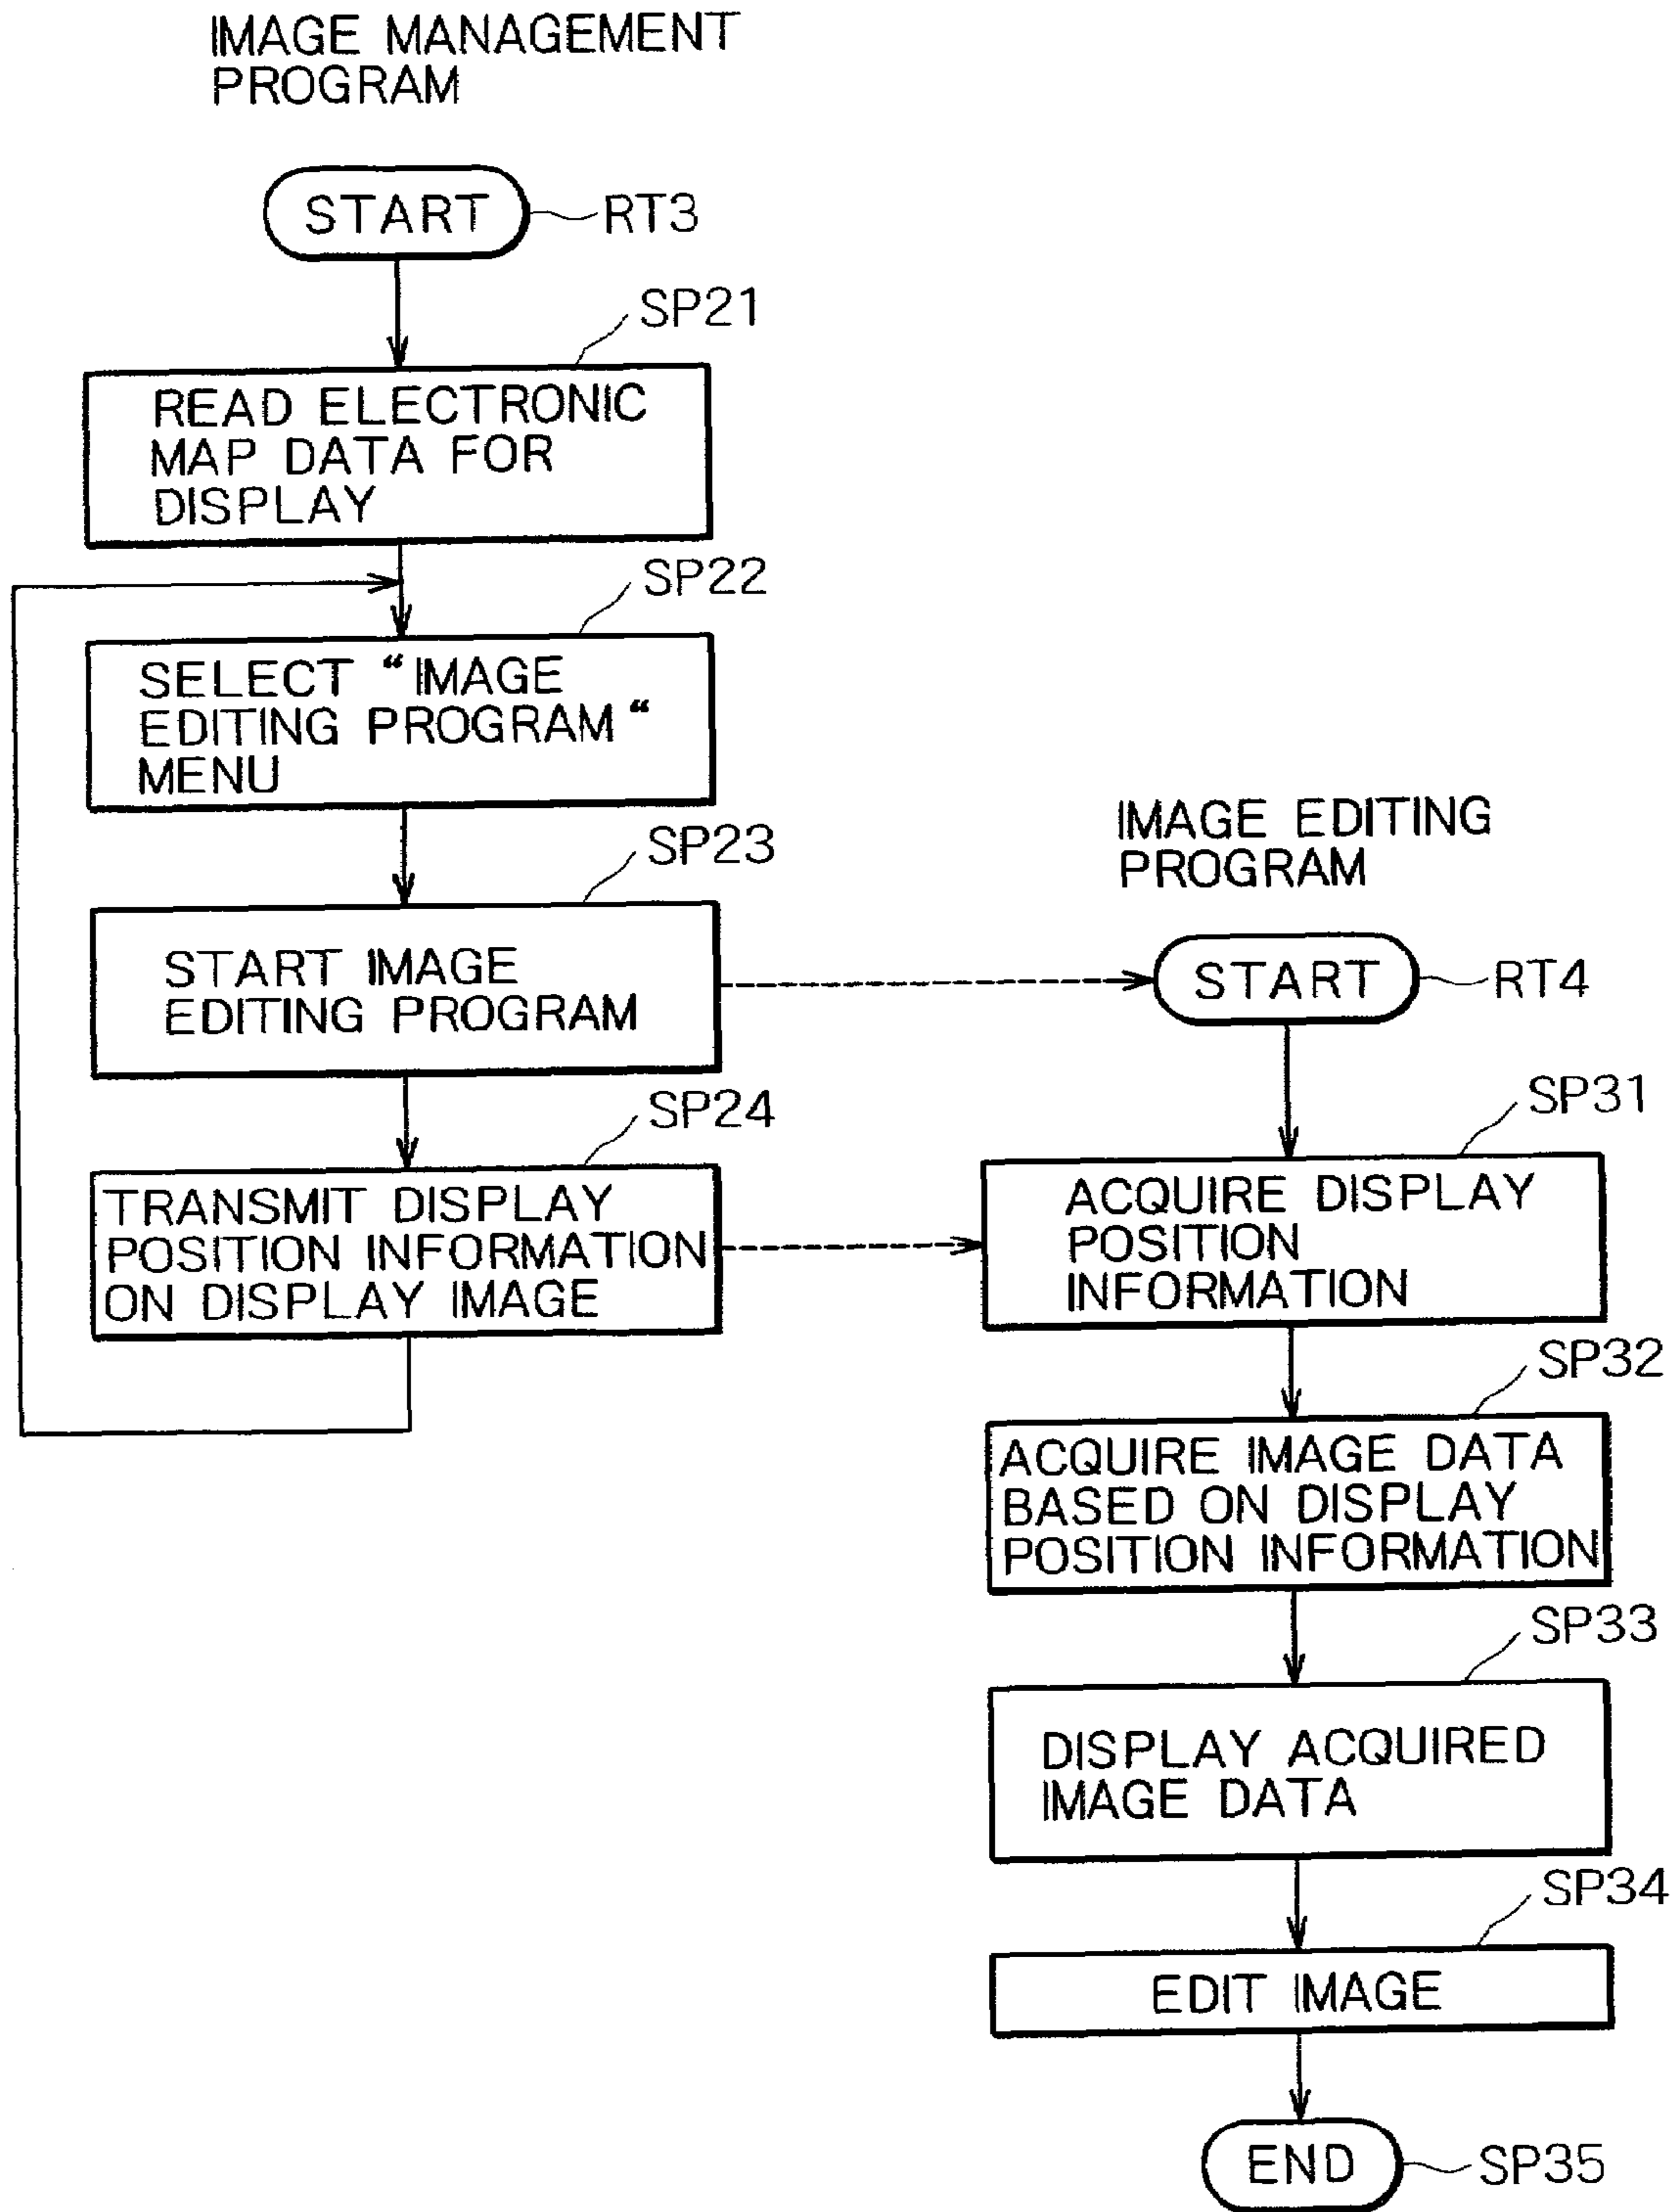 IMAGE MANAGEMENT
PROGRAM
START
RT3
SP21
READ ELECTRONIC
MAP DATA FOR
DISPLAY
SP22
SELECT “IMAGE
EDITING PROGRAM“
MENU
SP23
START IMAGE
EDITING PROGRAM
SP24
TRANSMIT DISPLAY
POSITION INFORMATION
ON DISPLAY IMAGE
IMAGE EDITING
PROGRAM
START
RT4
SP31
ACQUIRE DISPLAY
POSITION
INFORMATION
SP32
ACQUIRE IMAGE DATA
BASED ON DISPLAY
POSITION INFORMATION
SP33
DISPLAY ACQUIRED
IMAGE DATA
SP34
EDIT IMAGE
END
SP35